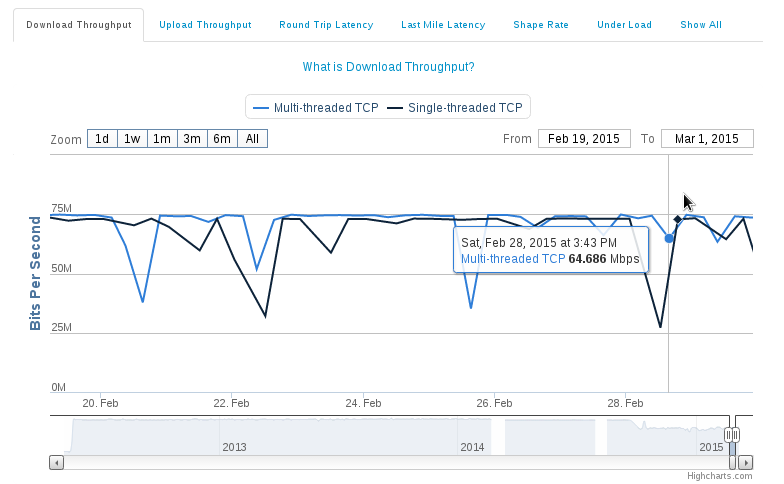 Download Throughput Upload Throughput Round Trip Latency Last Mile Latency Shape Rate Under Load Show All
What is Download Throughput?
Multi-threaded TCP Single-threaded TCP
Zoom 1d 1w 1m 3m 6m All From Feb 19, 2015 To Mar 1, 2015
Bits Per Second
75M
50M
25M
0M
Sat, Feb 28, 2015 at 3:43 PM
Multi-threaded TCP 64.686 Mbps
20. Feb 22. Feb 24. Feb 26. Feb 28. Feb
2013 2014 2015
Highcharts.com